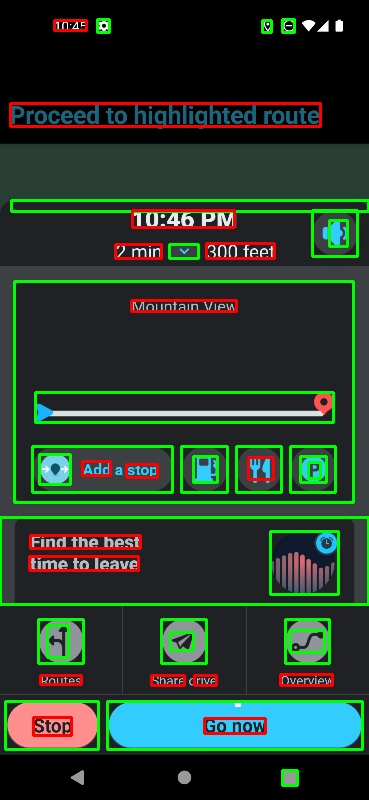 10:45
Proceed to highlighted route
10:46 PM
2 min 300 feet
Mountain View
Add a stop
P
Find the best
time to leave
Routes Share drive Overview
Stop Go now